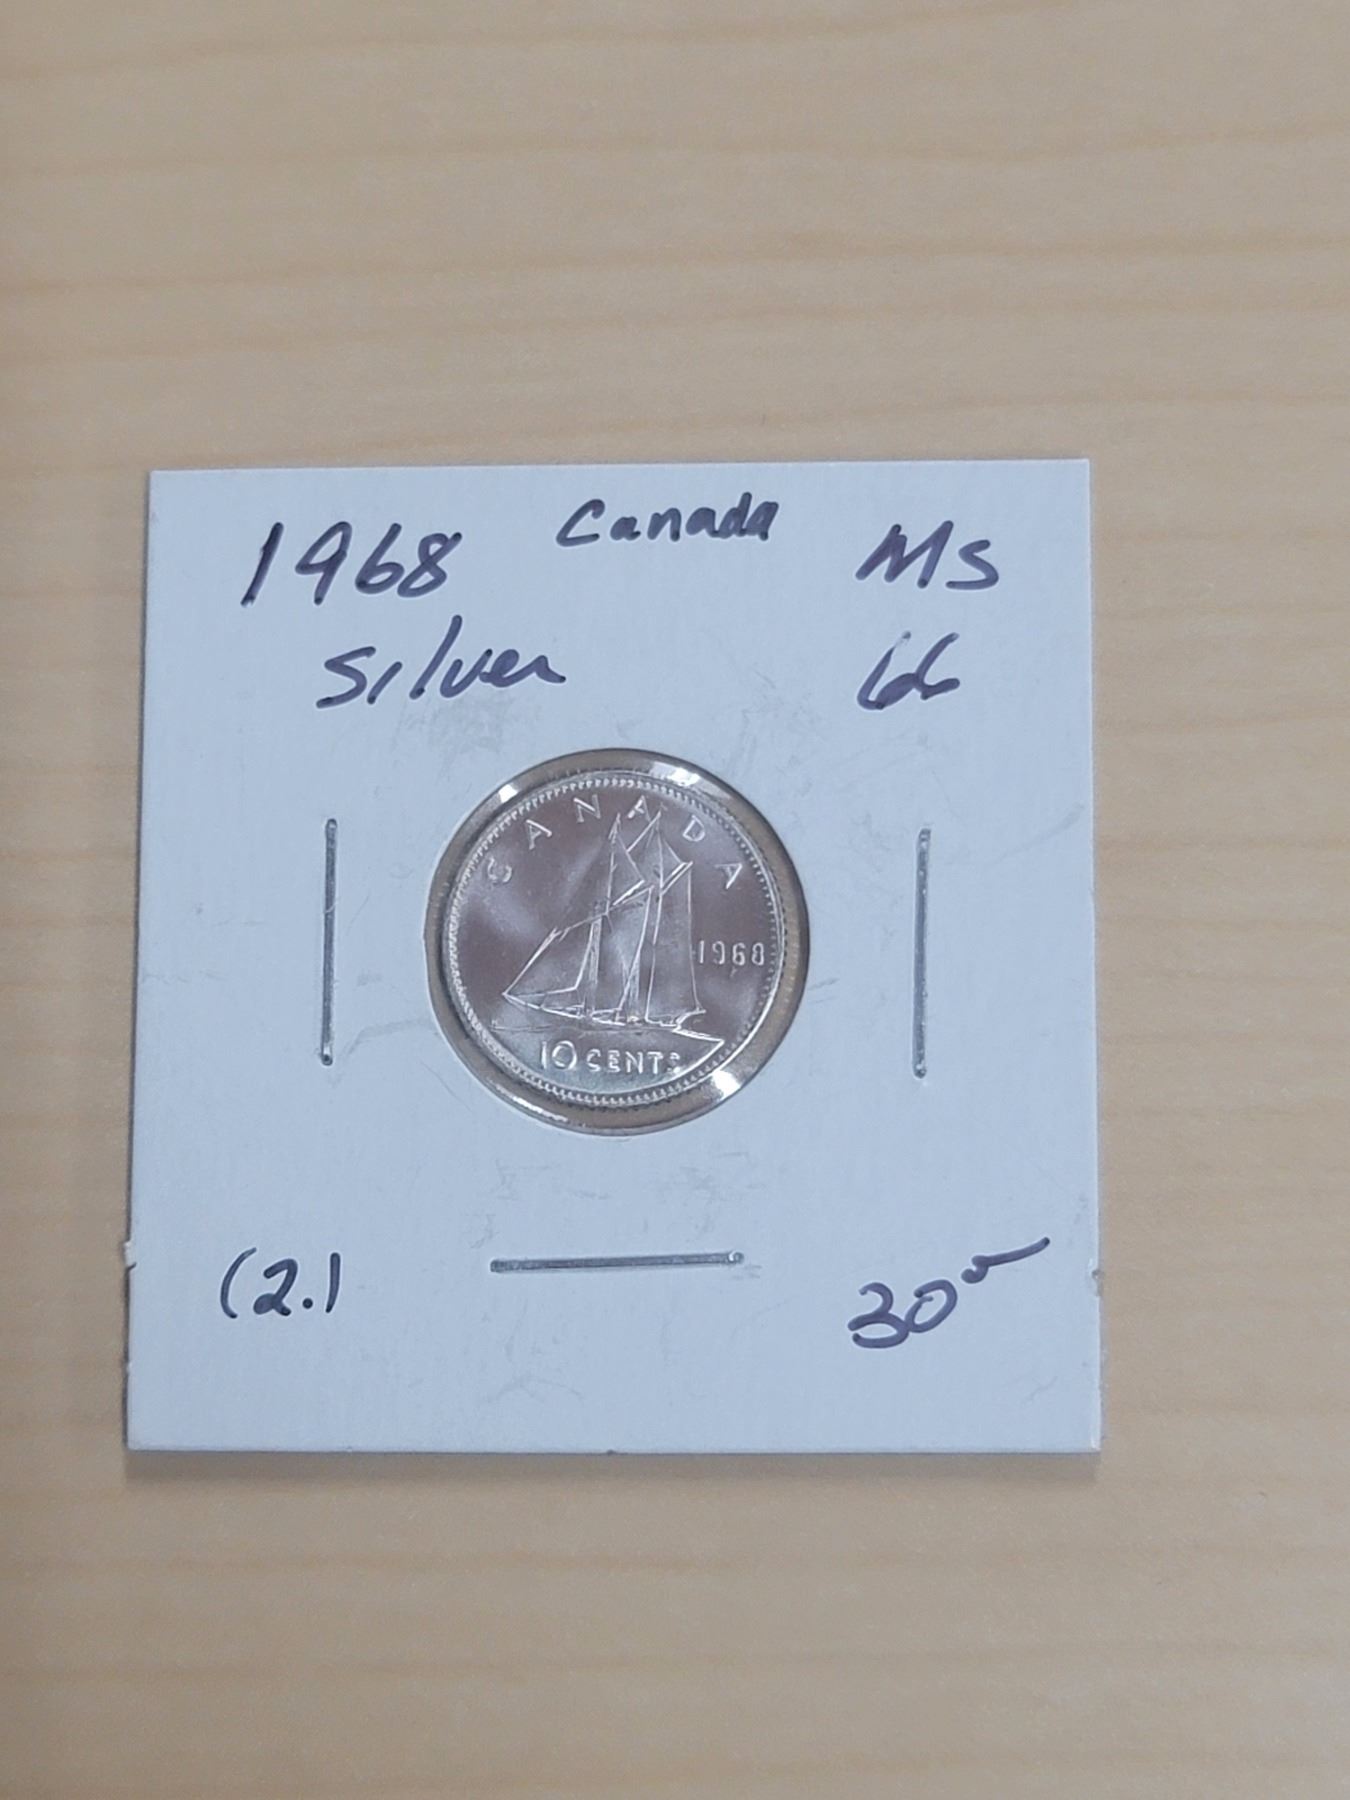 1968 Canada MS
Silver 66
CANADA
1968
10 CENTS
(2.1
30